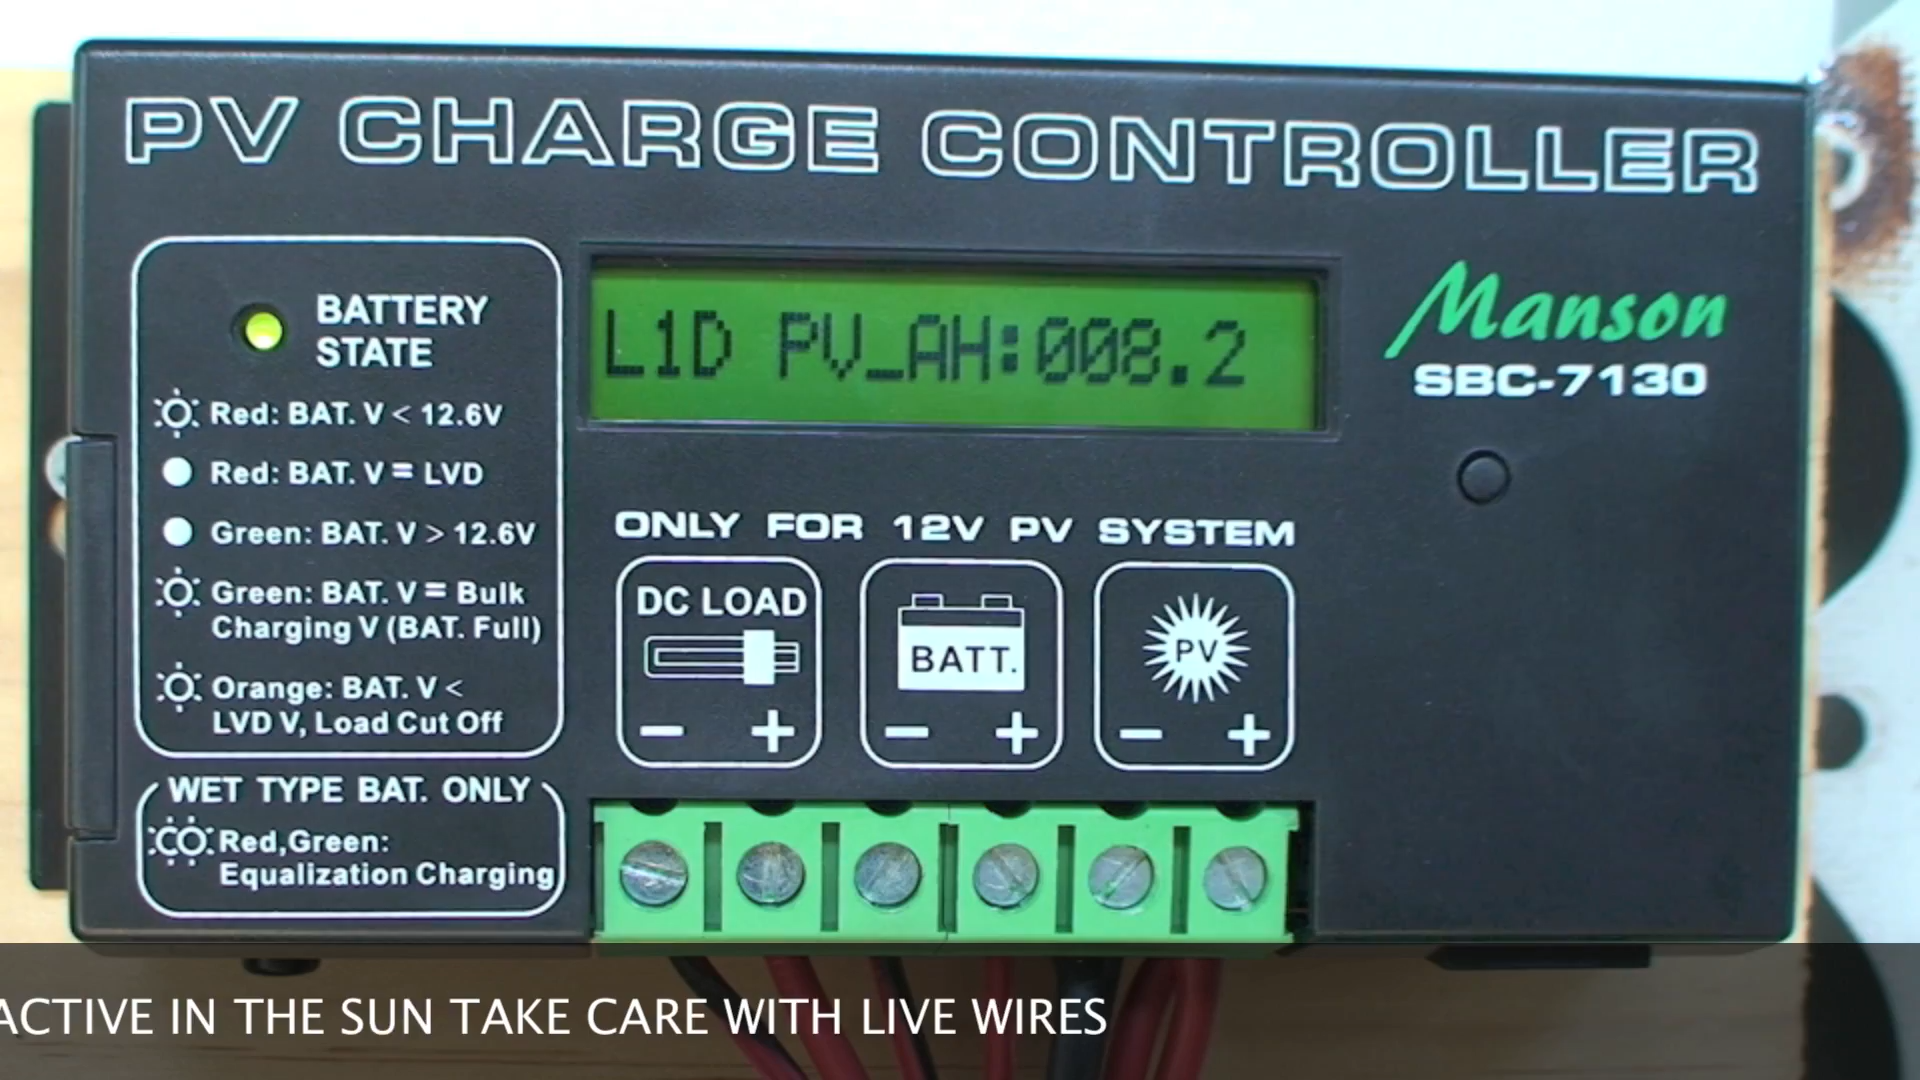 PV CHARGE CONTROLLER
BATTERY
STATE
Red: BAT. V < 12.6V
Red: BAT. V = LVD
Green: BAT. V > 12.6V
Green: BAT. V = Bulk
Charging V (BAT. Full)
Orange: BAT. V <
LVD V, Load Cut Off
WET TYPE BAT. ONLY
Red,Green:
Equalization Charging
L1D PV_AH:008.2
Manson
SBC-7130
ONLY FOR 12V PV SYSTEM
DC LOAD
- +
BATT.
- +
PV
- +
ACTIVE IN THE SUN TAKE CARE WITH LIVE WIRES